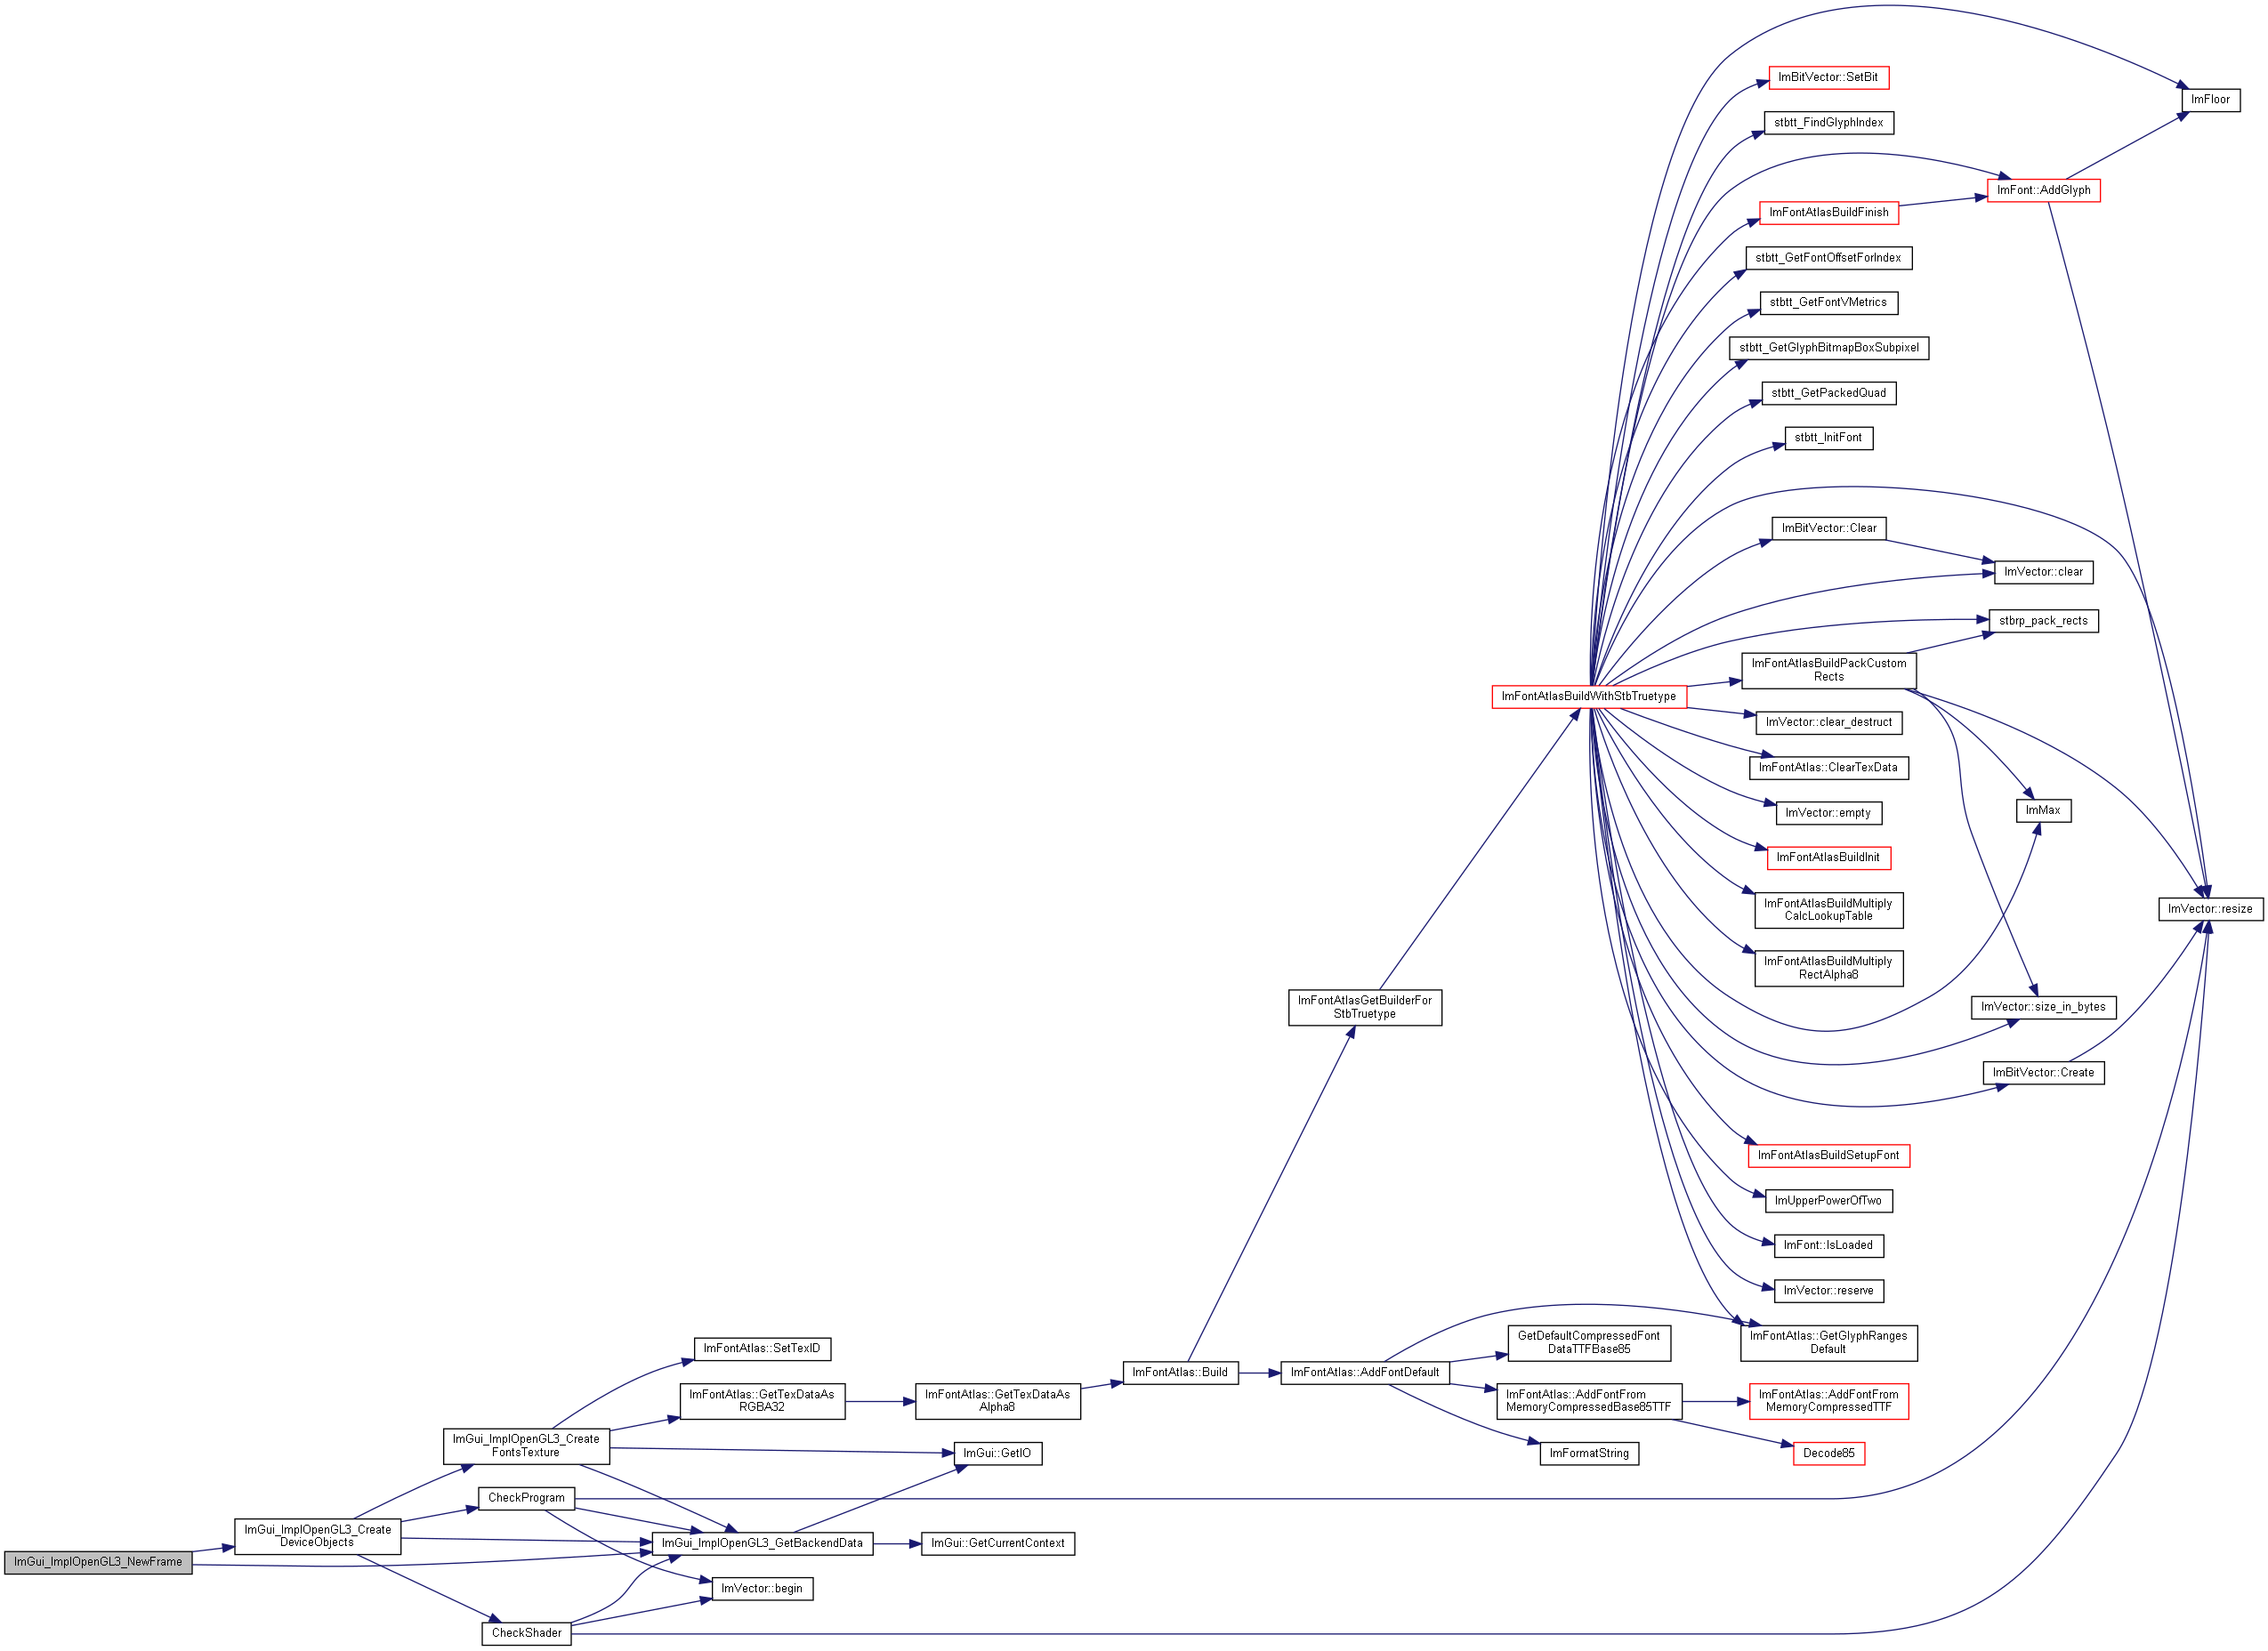 ImFloor
ImBitVector::SetBit
stbtt_FindGlyphIndex
ImFont::AddGlyph
ImFontAtlasBuildFinish
stbtt_GetFontOffsetForIndex
stbtt_GetFontVMetrics
stbtt_GetGlyphBitmapBoxSubpixel
stbtt_GetPackedQuad
stbtt_InitFont
ImBitVector::Clear
ImVector::clear
stbrp_pack_rects
ImFontAtlasBuildPackCustom
Rects
ImFontAtlasBuildWithStbTruetype
ImVector::clear_destruct
ImFontAtlas::ClearTexData
ImVector::empty
ImMax
ImFontAtlasBuildInit
ImFontAtlasBuildMultiply
CalcLookupTable
ImVector::resize
ImFontAtlasBuildMultiply
RectAlpha8
ImFontAtlasGetBuilderFor
StbTruetype
ImVector::size_in_bytes
ImBitVector::Create
ImFontAtlasBuildSetupFont
ImUpperPowerOfTwo
ImFont::IsLoaded
ImVector::reserve
ImFontAtlas::SetTexID
GetDefaultCompressedFont
DataTTFBase85
ImFontAtlas::GetGlyphRanges
Default
ImFontAtlas::Build
ImFontAtlas::AddFontDefault
ImFontAtlas::GetTexDataAs
RGBA32
ImFontAtlas::GetTexDataAs
Alpha8
ImFontAtlas::AddFontFrom
MemoryCompressedBase85TTF
ImFontAtlas::AddFontFrom
MemoryCompressedTTF
ImGui_ImplOpenGL3_Create
FontsTexture
ImGui::GetIO
ImFormatString
Decode85
CheckProgram
ImGui_ImplOpenGL3_Create
DeviceObjects
ImGui_ImplOpenGL3_GetBackendData
ImGui::GetCurrentContext
ImGui_ImplOpenGL3_NewFrame
ImVector::begin
CheckShader